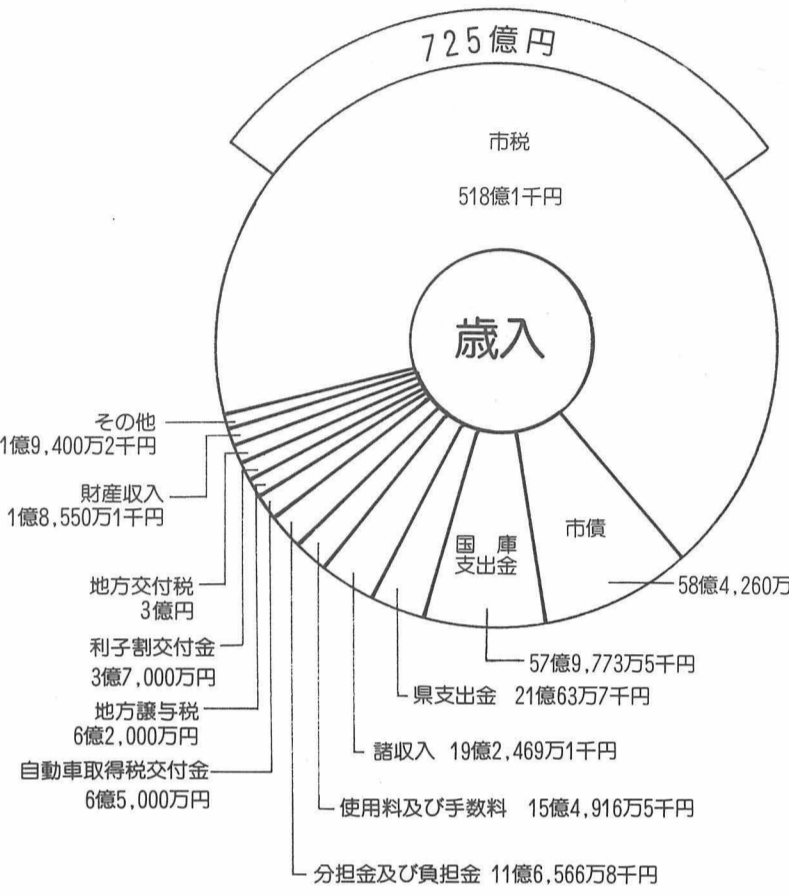 725億円
市税
518億1千円
歳入
市債
58億4,260万
国庫
支出金
57億9,773万5千円
県支出金 21億63万7千円
諸収入 19億2,469万1千円
使用料及び手数料 15億4,916万5千円
分担金及び負担金 11億6,566万8千円
自動車取得税交付金
6億5,000万円
地方譲与税
6億2,000万円
利子割交付金
3億7,000万円
地方交付税
3億円
財産収入
1億8,550万1千円
その他
1億9,400万2千円